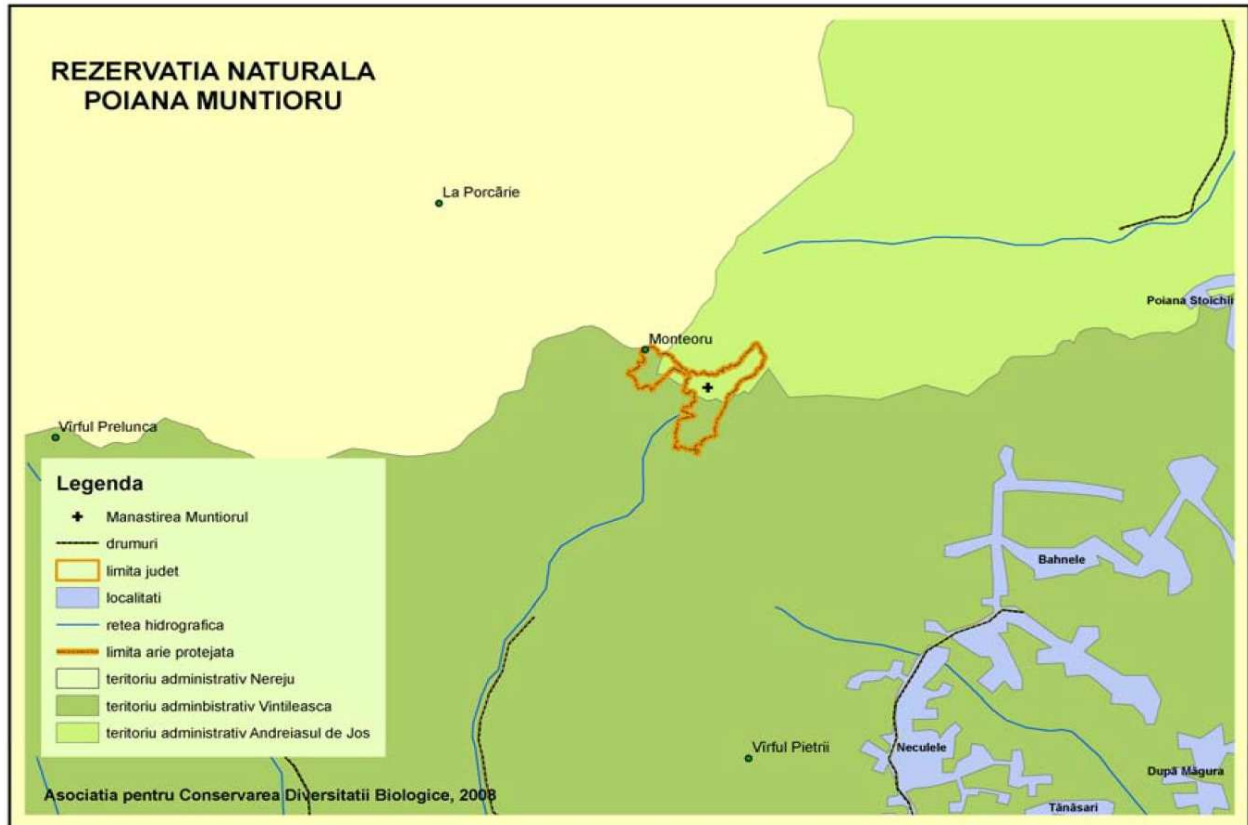 REZERVATIA NATURALA
POIANA MUNTIORU
La Porcărie
Poiana Stoichii
Monteoru
Vîrful Prelunca
Legenda
Manastirea Muntiorul
drumuri
limita judet
localitati
retea hidrografica
limita arie protejata
teritoriu administrativ Nereju
teritoriu adminbistrativ Vintileasca
teritoriu administrativ Andreiasul de Jos
Bahnele
Vîrful Pietrii
Neculele
După Măgura
Tănăsari
Asociatia pentru Conservarea Diversitatii Biologice, 2008